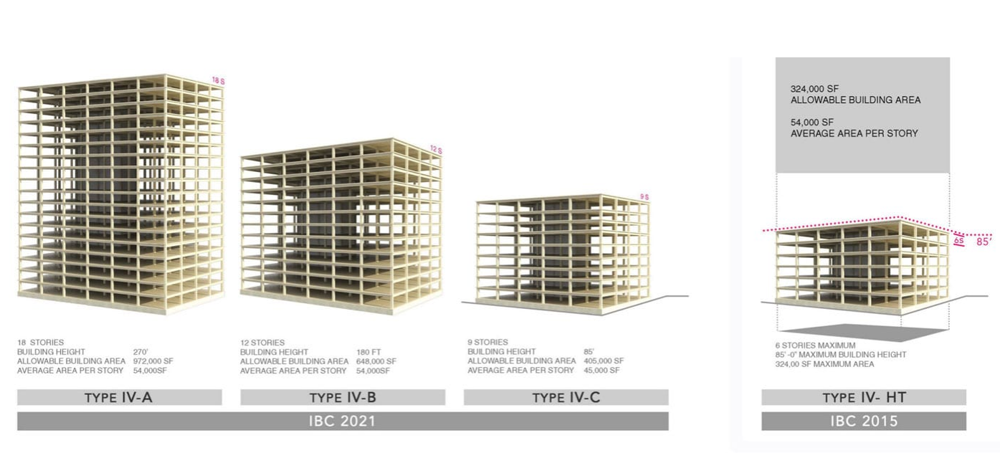 18 S
18 STORIES
BUILDING HEIGHT 270'
ALLOWABLE BUILDING AREA 972,000 SF
AVERAGE AREA PER STORY 54,000SF
TYPE IV-A
12 S
12 STORIES
BUILDING HEIGHT 180 FT
ALLOWABLE BUILDING AREA 648,000 SF
AVERAGE AREA PER STORY 54,000SF
TYPE IV-B
9 S
9 STORIES
BUILDING HEIGHT 85'
ALLOWABLE BUILDING AREA 405,000 SF
AVERAGE AREA PER STORY 45,000 SF
TYPE IV-C
IBC 2021
324,000 SF
ALLOWABLE BUILDING AREA
54,000 SF
AVERAGE AREA PER STORY
6S 85'
6 STORIES MAXIMUM
85'-0" MAXIMUM BUILDING HEIGHT
324,00 SF MAXIMUM AREA
TYPE IV- HT
IBC 2015